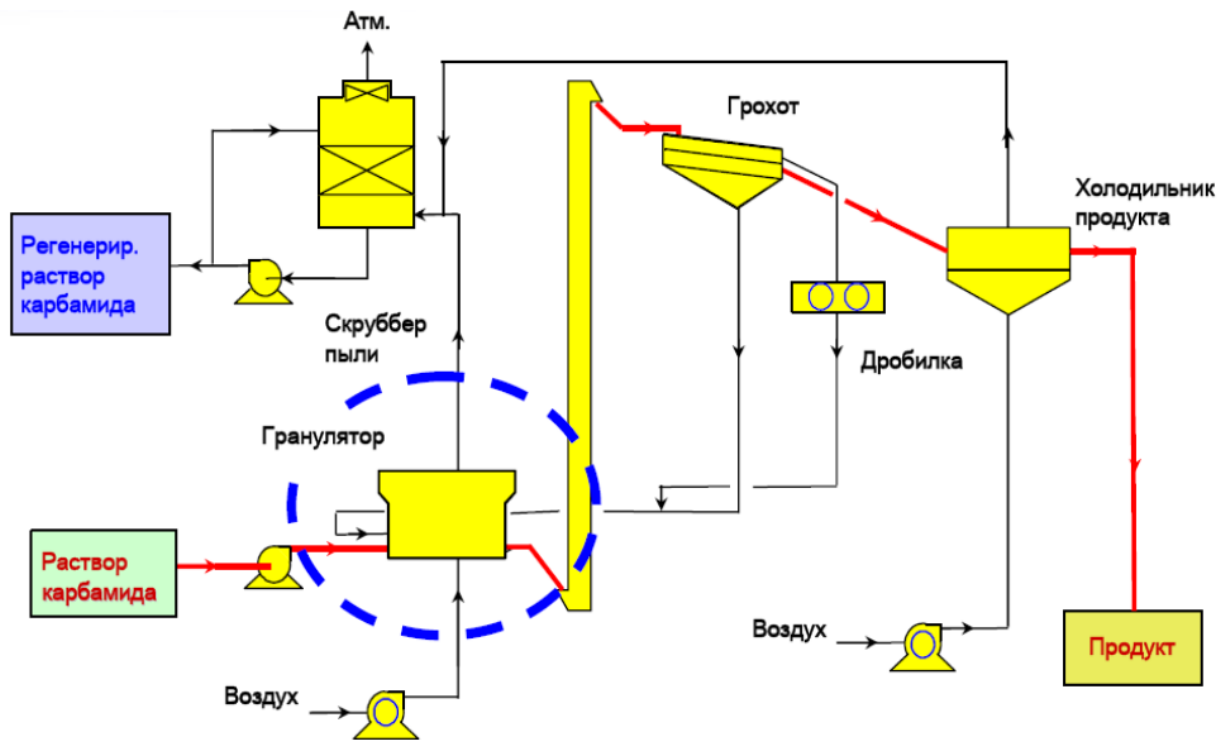 Атм.
Грохот
Холодильник
продукта
Регенерир.
раствор
карбамида
Скруббер
пыли
Дробилка
Гранулятор
Раствор
карбамида
Воздух
Продукт
Воздух